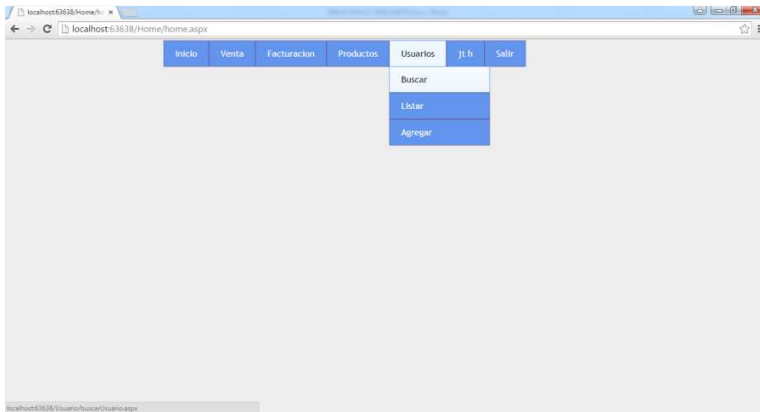 localhost:63638/Home/h
localhost:63638/Home/home.aspx
Inicio Venta Facturacion Productos Usuarios jt h Salir
Buscar
Listar
Agregar
localhost:63638/Usuario/buscarUsuario.aspx